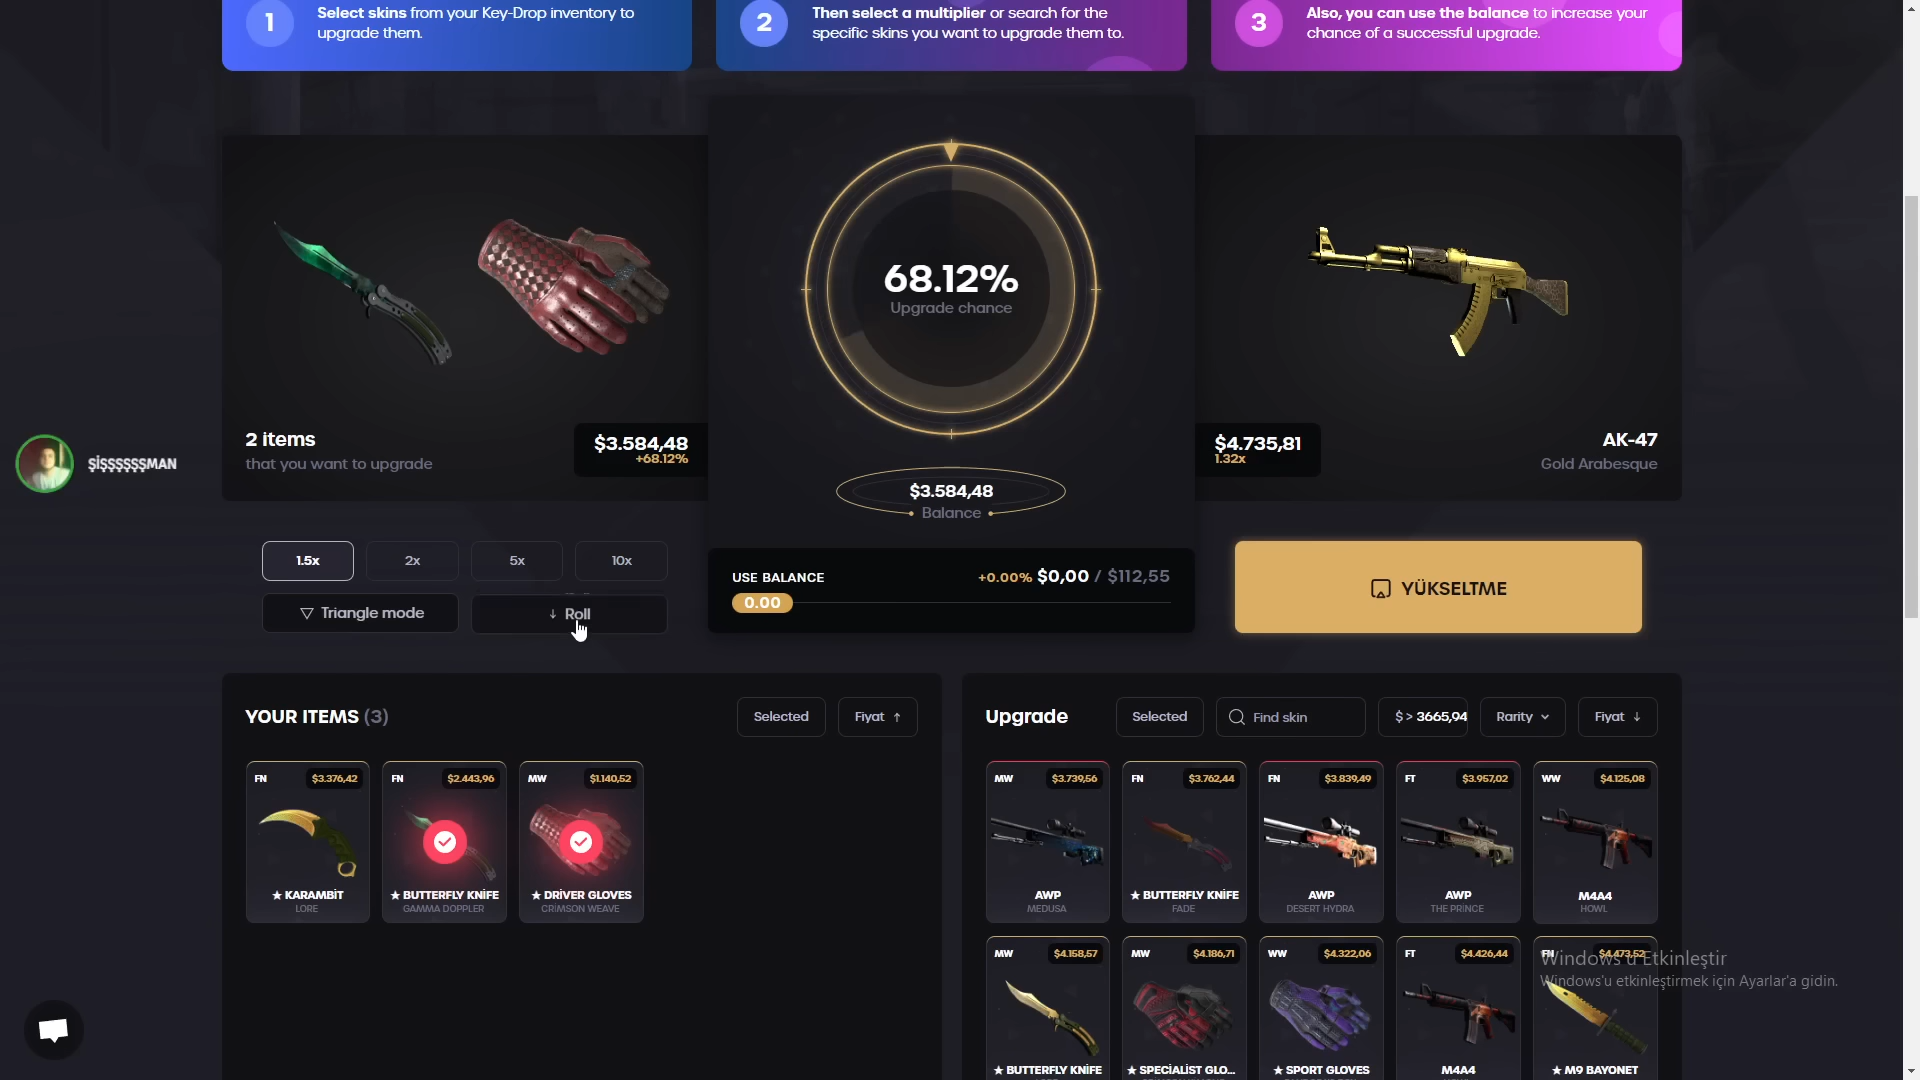 1
Select skins from your Key-Drop inventory to
upgrade them.
2
Then select a multiplier or search for the
specific skins you want to upgrade them to.
3
Also, you can use the balance to increase your
chance of a successful upgrade.
68.12%
Upgrade chance
2 items
that you want to upgrade
$3.584,48
+68.12%
$3.584,48
Balance
$4.735,81
1.32x
AK-47
Gold Arabesque
ŞİŞŞŞŞŞŞMAN
1.5x
2x
5x
10x
Triangle mode
Roll
USE BALANCE
+0.00% $0,00 / $112,55
0.00
YÜKSELTME
YOUR ITEMS (3)
Selected
Fiyat ↑
Upgrade
Selected
Find skin
$ > 3665,94
Rarity
Fiyat ↓
FN $3.376,42
★ KARAMBİT
LORE
FN $2.443,96
★ BUTTERFLY KNİFE
GAMMA DOPPLER
MW $1.140,52
★ DRİVER GLOVES
CRİMSON WEAVE
MW $3.739,56
AWP
MEDUSA
FN $3.762,44
★ BUTTERFLY KNİFE
FADE
FN $3.839,49
AWP
DESERT HYDRA
FT $3.957,02
AWP
THE PRİNCE
WW $4.125,08
M4A4
HOWL
MW $4.158,57
★ BUTTERFLY KNİFE
MW $4.186,71
★ SPECİALİST GLO...
WW $4.322,06
★ SPORT GLOVES
FT $4.426,44
M4A4
FN $4.473,52
★ M9 BAYONET
Windows'u Etkinleştir
Windows'u etkinleştirmek için Ayarlar'a gidin.